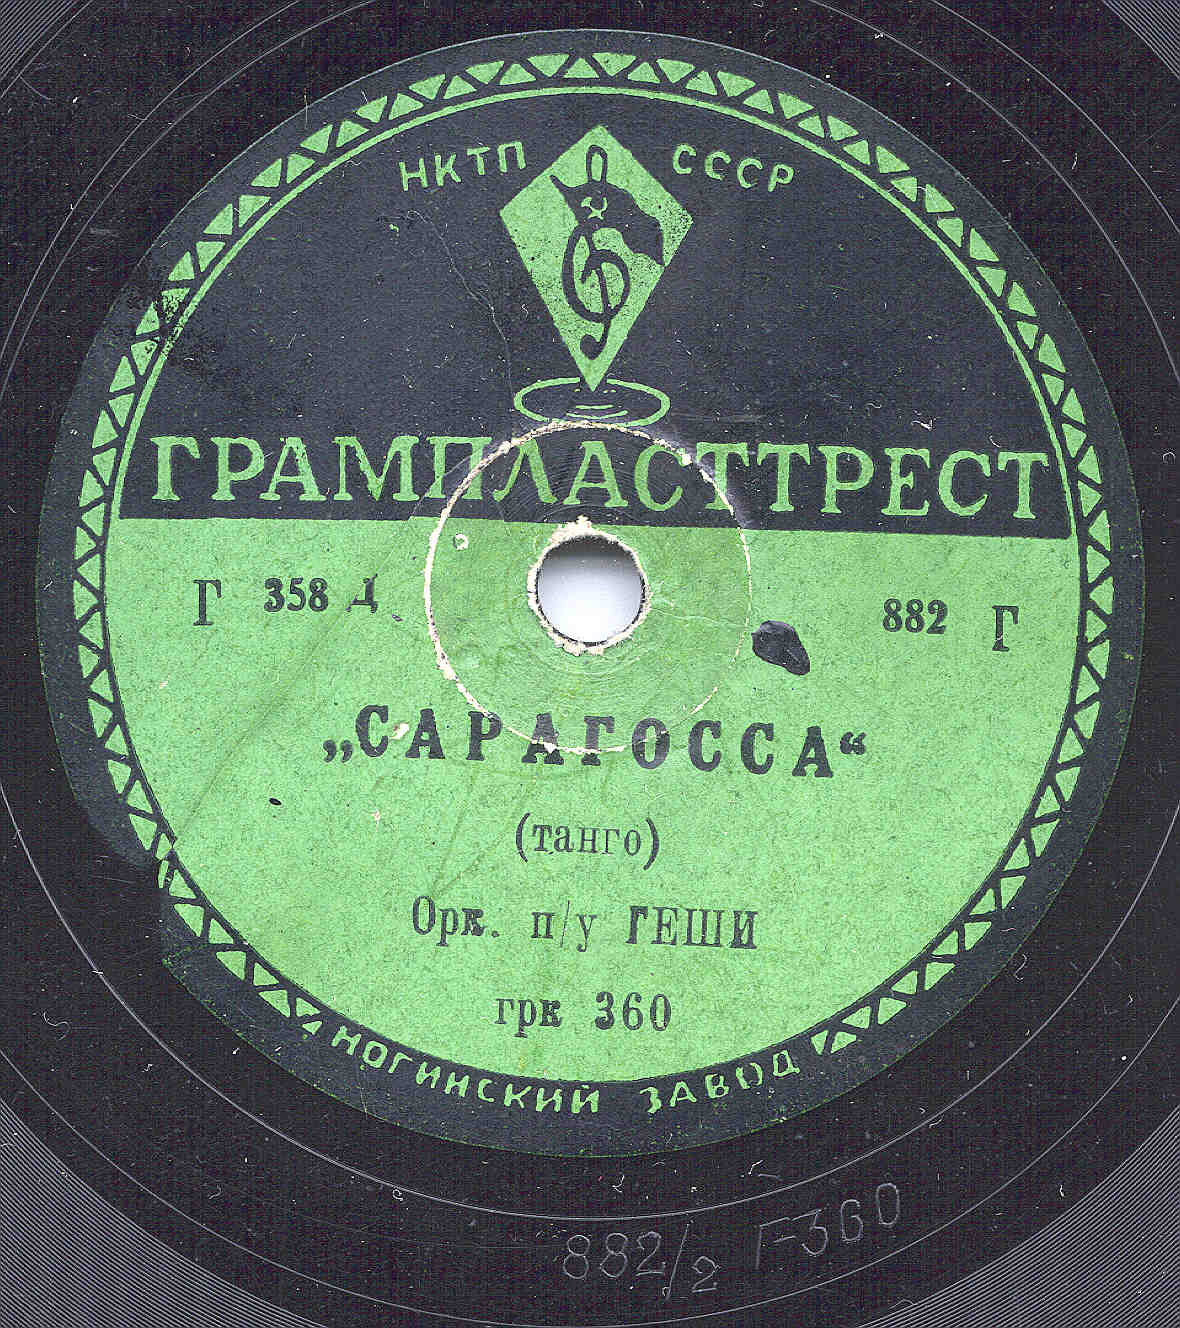 НКТП СССР
ГРАМПЛАСТТРЕСТ
Г 358 Д 882 Г
„САРАГОССА“
(танго)
Орк. п/у ГЕШИ
грк 360
НОГИНСКИЙ ЗАВОД
882/2 Г-360